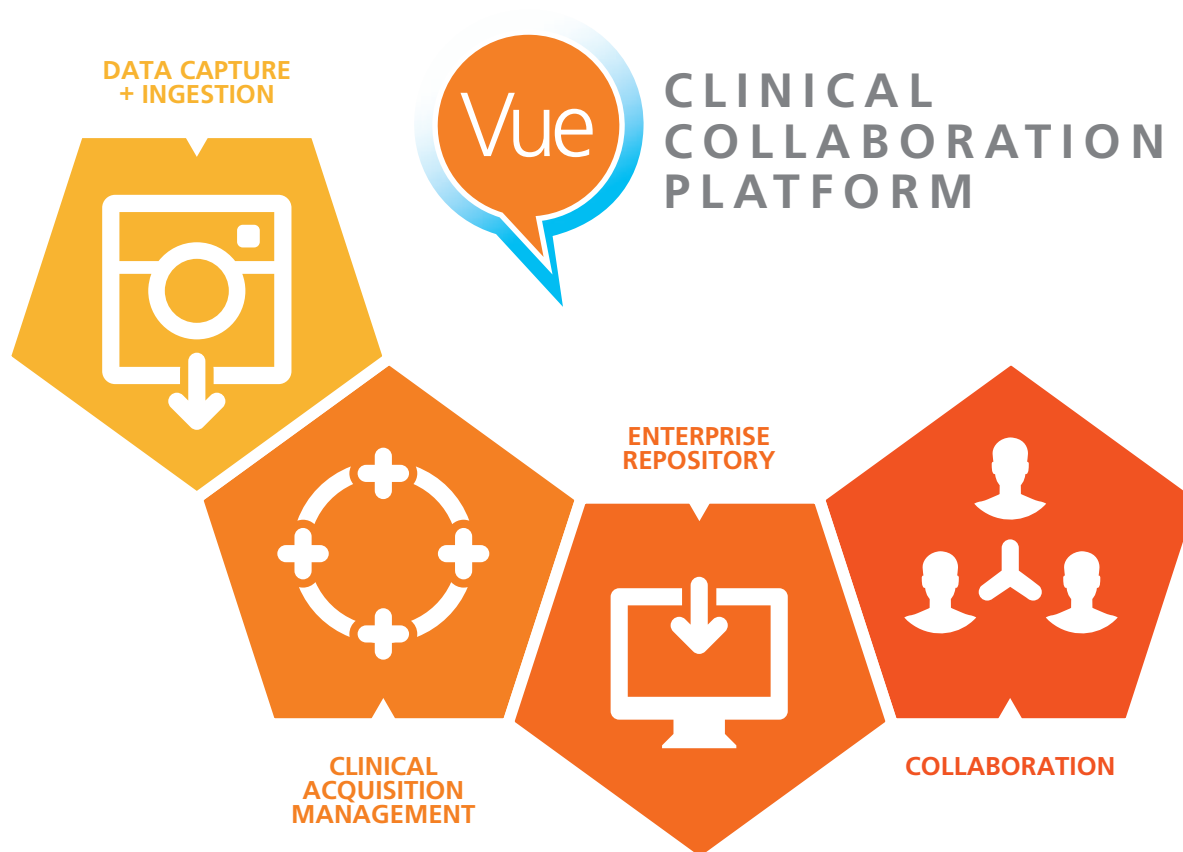 DATA CAPTURE
+ INGESTION
Vue
CLINICAL
COLLABORATION
PLATFORM
ENTERPRISE
REPOSITORY
CLINICAL
ACQUISITION
MANAGEMENT
COLLABORATION